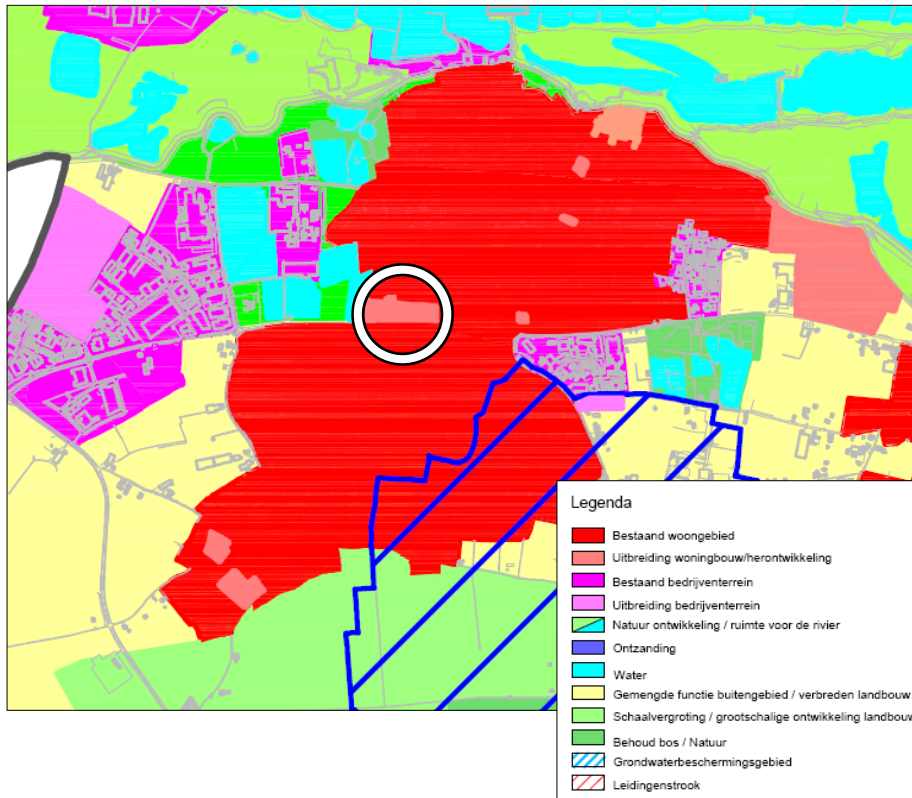 Legenda
Bestaand woongebied
Uitbreiding woningbouw/herontwikkeling
Bestaand bedrijventerrein
Uitbreiding bedrijventerrein
Natuur ontwikkeling / ruimte voor de rivier
Ontzanding
Water
Gemengde functie buitengebied / verbreden landbouw
Schaalvergroting / grootschalige ontwikkeling landbouw
Behoud bos / Natuur
Grondwaterbeschermingsgebied
Leidingenstrook